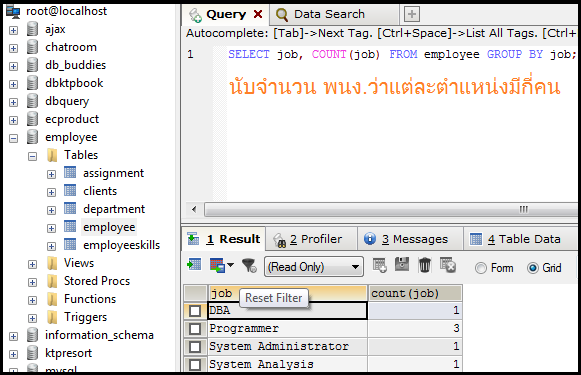 root@localhost
ajax
chatroom
db_buddies
dbktpbook
dbquery
ecproduct
employee
Tables
assignment
clients
department
employee
employeeskills
Views
Stored Procs
Functions
Triggers
information_schema
ktpresort
mysql
Query
Data Search
Autocomplete: [Tab]->Next Tag. [Ctrl+Space]->List All Tags. [Ctrl+
1 SELECT job, COUNT(job) FROM employee GROUP BY job;
นับจำนวน พนง.ว่าแต่ละตำแหน่งมีกี่คน
1 Result
2 Profiler
3 Messages
4 Table Data
(Read Only)
Form
Grid
job count(job)
Reset Filter
DBA 1
Programmer 3
System Administrator 1
System Analysis 1